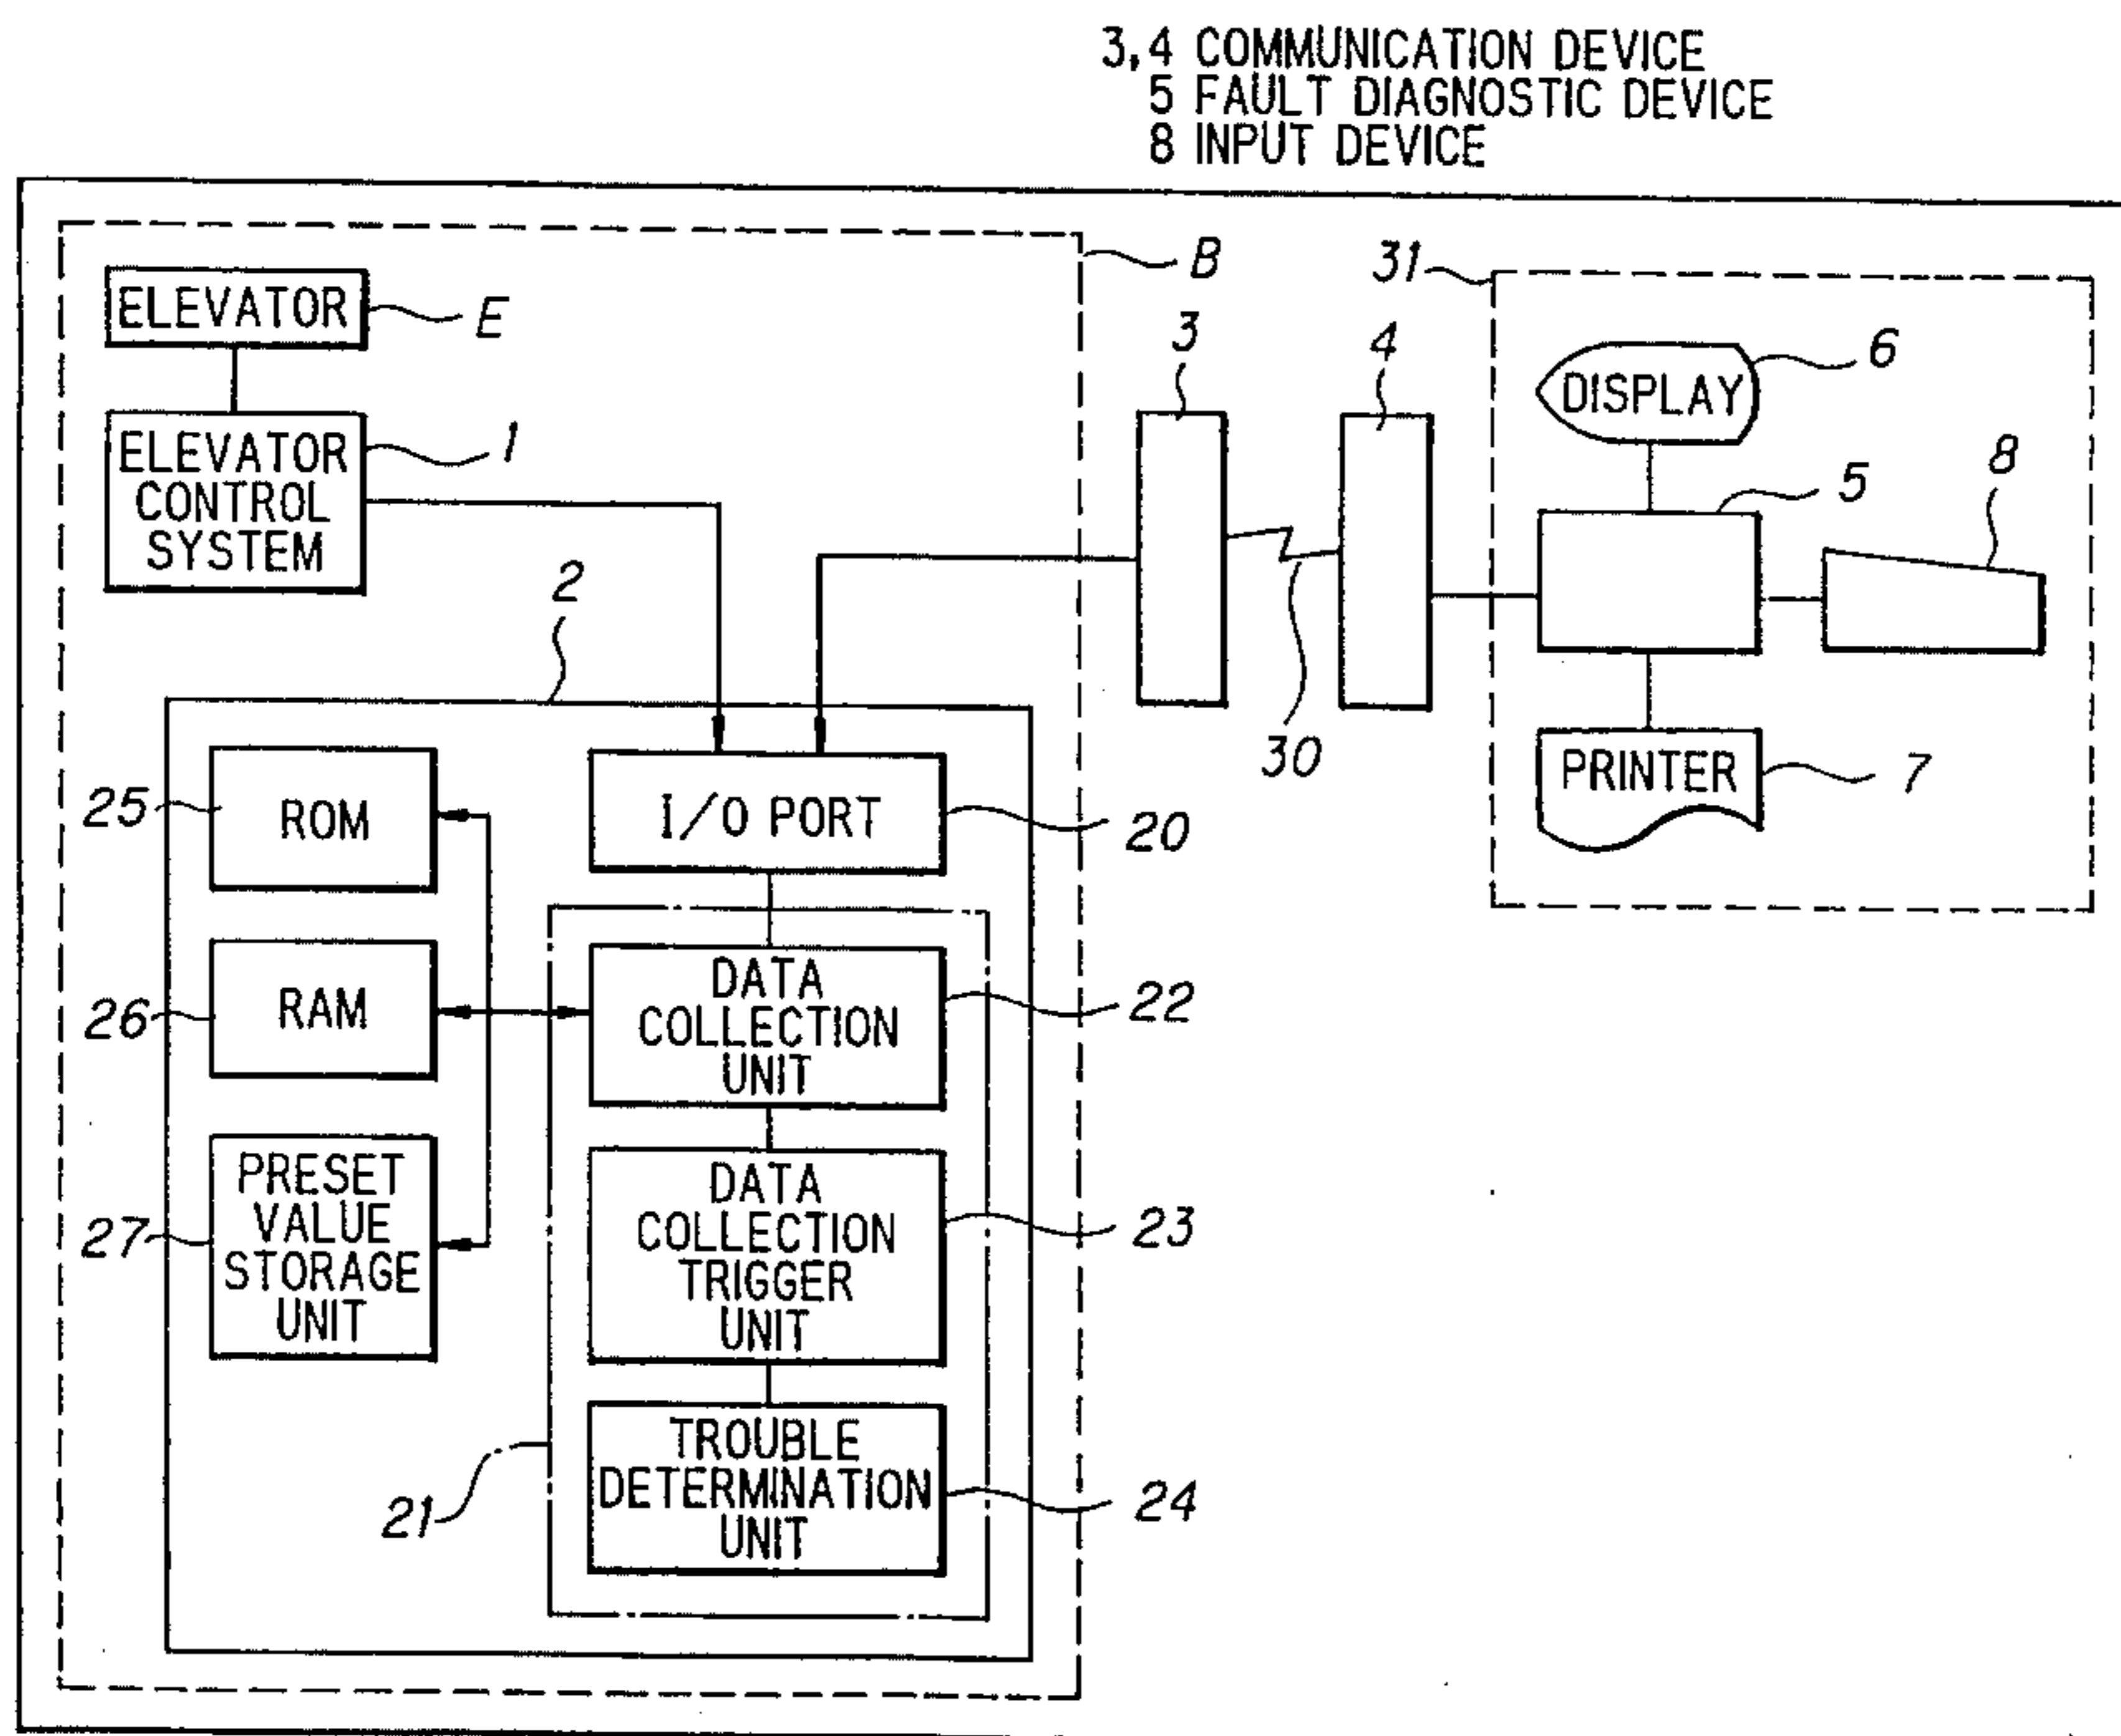 3,4 COMMUNICATION DEVICE
5 FAULT DIAGNOSTIC DEVICE
8 INPUT DEVICE
B
31
ELEVATOR
E
3
4
DISPLAY
6
ELEVATOR
CONTROL
SYSTEM
1
5
8
2
30
PRINTER
7
25
ROM
I/O PORT
20
26
RAM
DATA
COLLECTION
UNIT
22
27
PRESET
VALUE
STORAGE
UNIT
DATA
COLLECTION
TRIGGER
UNIT
23
21
TROUBLE
DETERMINATION
UNIT
24